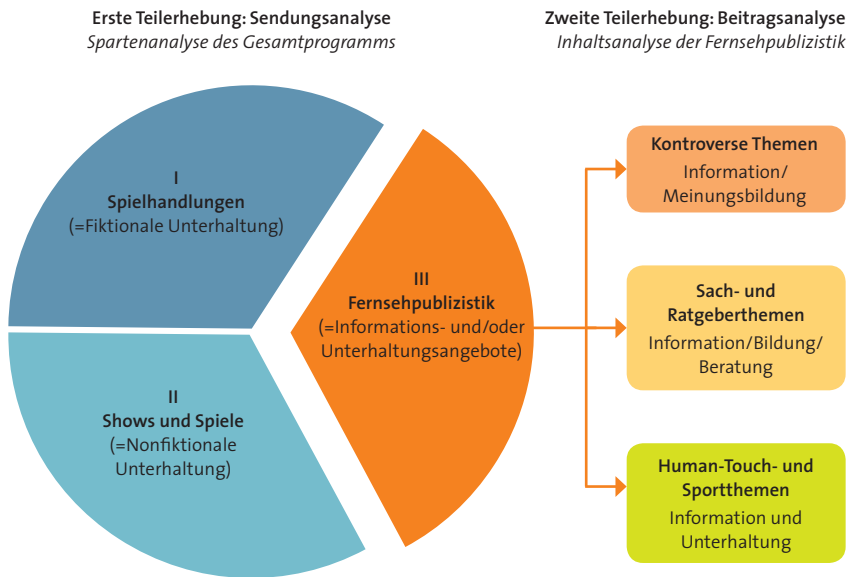 Erste Teilerhebung: Sendungsanalyse
Spartenanalyse des Gesamtprogramms
Zweite Teilerhebung: Beitragsanalyse
Inhaltsanalyse der Fernsehpublizistik
I
Spielhandlungen
(=Fiktionale Unterhaltung)
II
Shows und Spiele
(=Nonfiktionale
Unterhaltung)
III
Fernsehpublizistik
(=Informations- und/oder
Unterhaltungsangebote)
Kontroverse Themen
Information/
Meinungsbildung
Sach- und
Ratgeberthemen
Information/Bildung/
Beratung
Human-Touch- und
Sportthemen
Information und
Unterhaltung